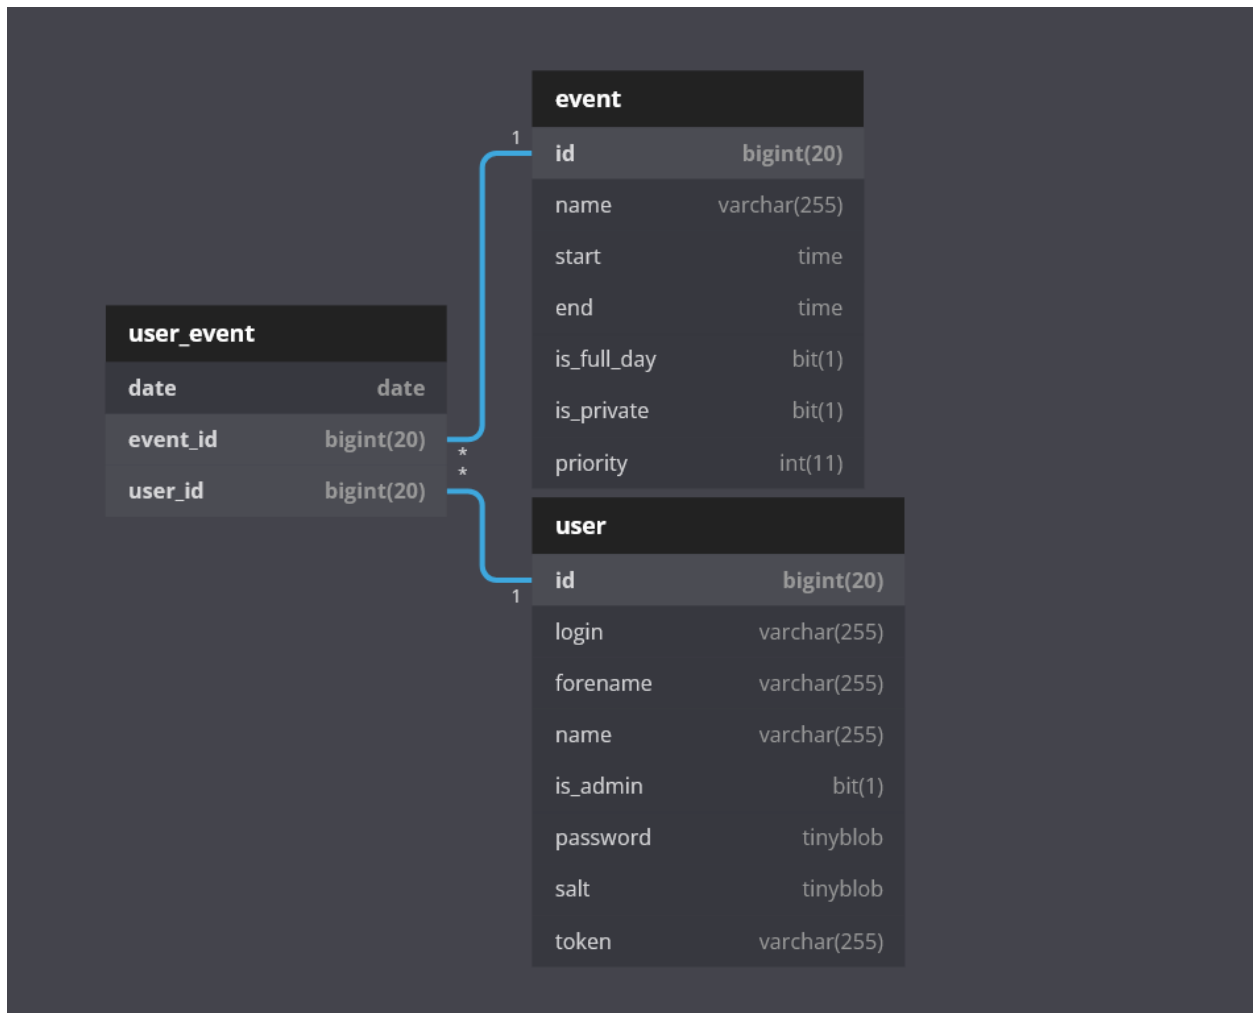 event
1
id bigint(20)
name varchar(255)
start time
end time
is_full_day bit(1)
is_private bit(1)
priority int(11)
user_event
date date
event_id bigint(20)
*
*
user_id bigint(20)
user
id bigint(20)
1
login varchar(255)
forename varchar(255)
name varchar(255)
is_admin bit(1)
password tinyblob
salt tinyblob
token varchar(255)